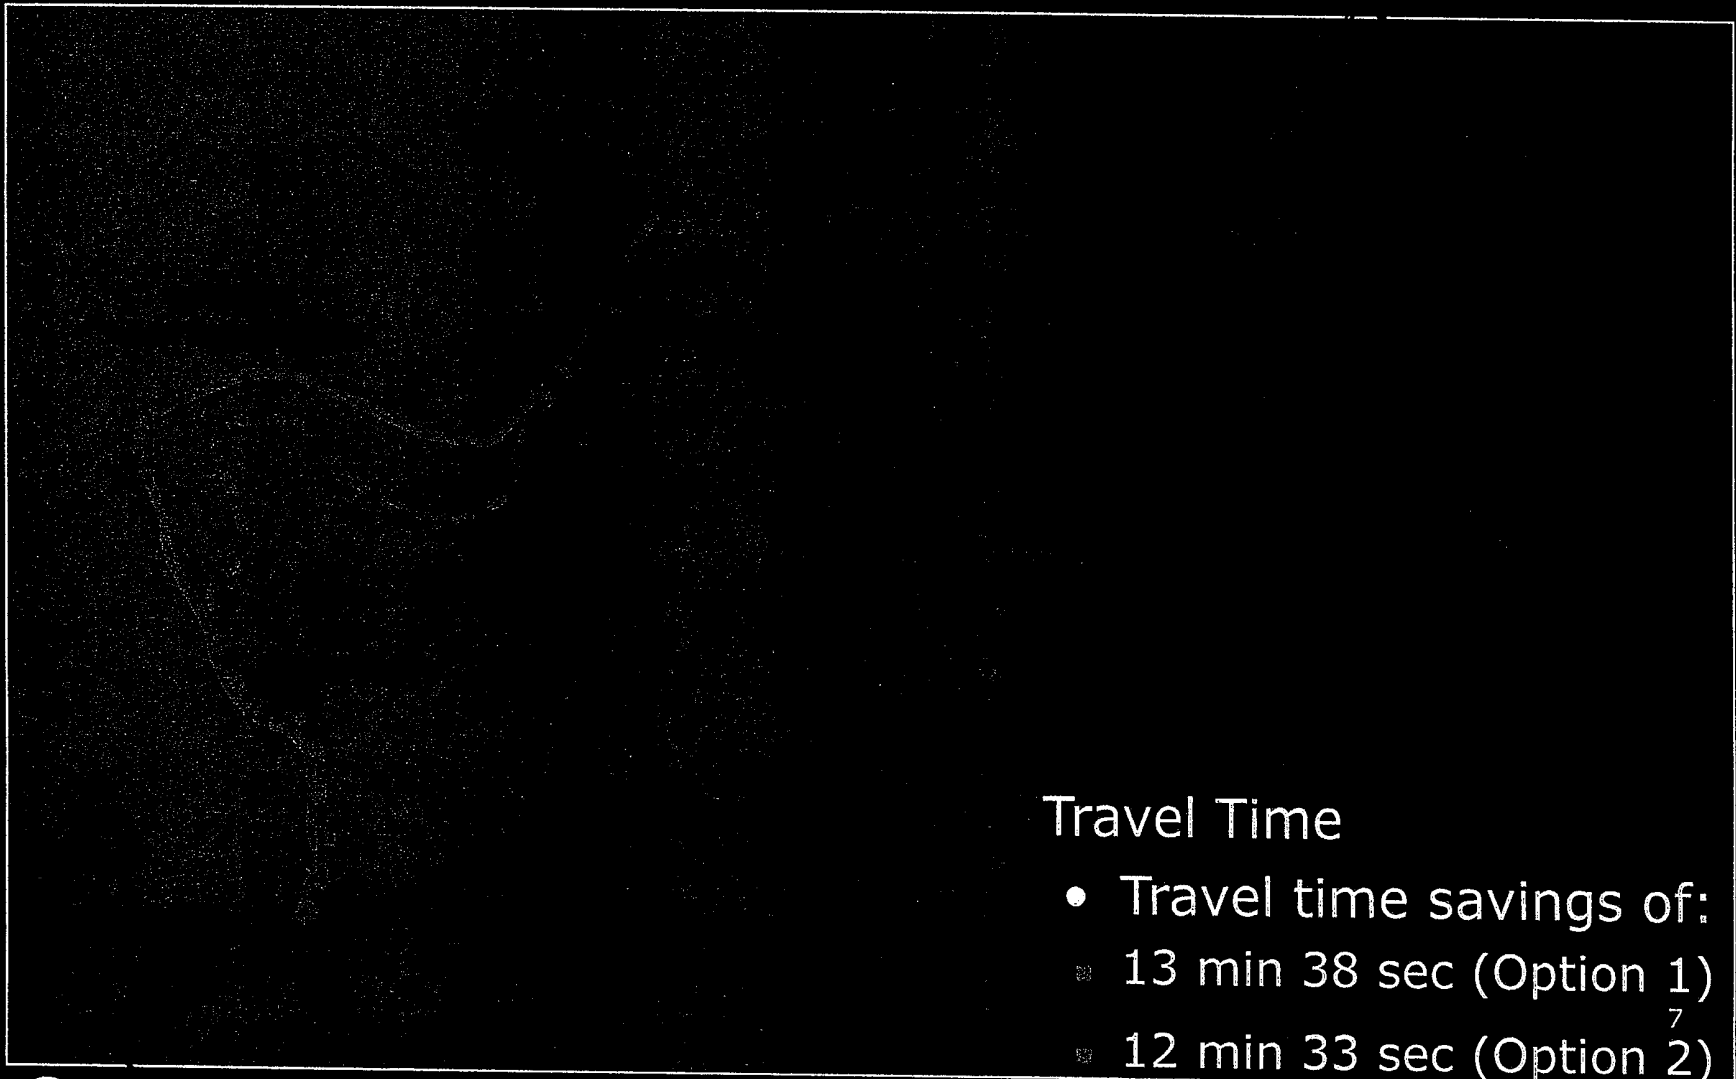 Travel Time
• Travel time savings of:
▪ 13 min 38 sec (Option 1)
7
▪ 12 min 33 sec (Option 2)